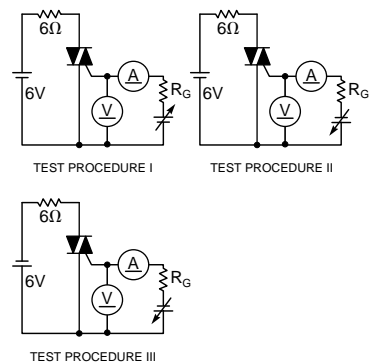 6Ω
6V
A
V
RG
TEST PROCEDURE I
6Ω
6V
A
V
RG
TEST PROCEDURE II
6Ω
6V
A
V
RG
TEST PROCEDURE III